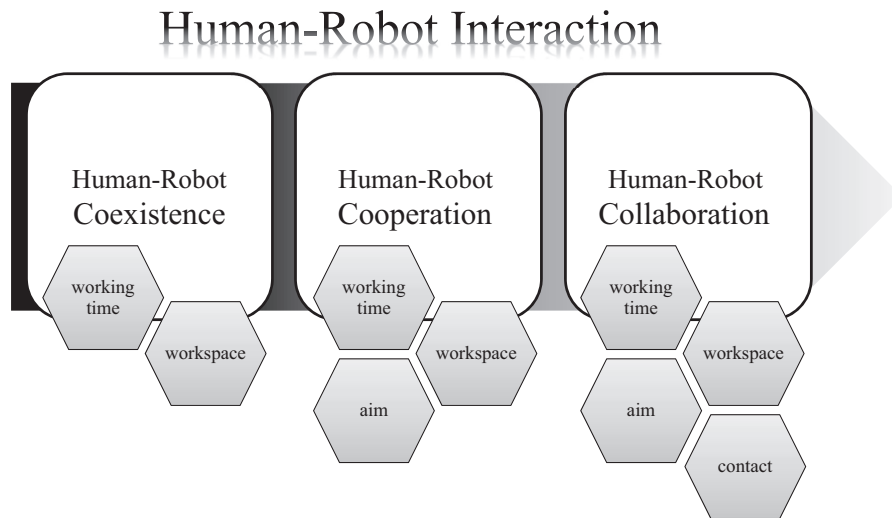 Human-Robot Interaction
Human-Robot
Coexistence
working
time
workspace
Human-Robot
Cooperation
working
time
workspace
aim
Human-Robot
Collaboration
working
time
workspace
aim
contact